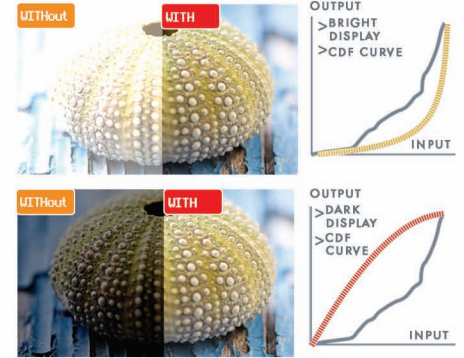 WITHout
WITH
OUTPUT
>BRIGHT
DISPLAY
>CDF CURVE
INPUT
WITHout
WITH
OUTPUT
>DARK
DISPLAY
>CDF
CURVE
INPUT